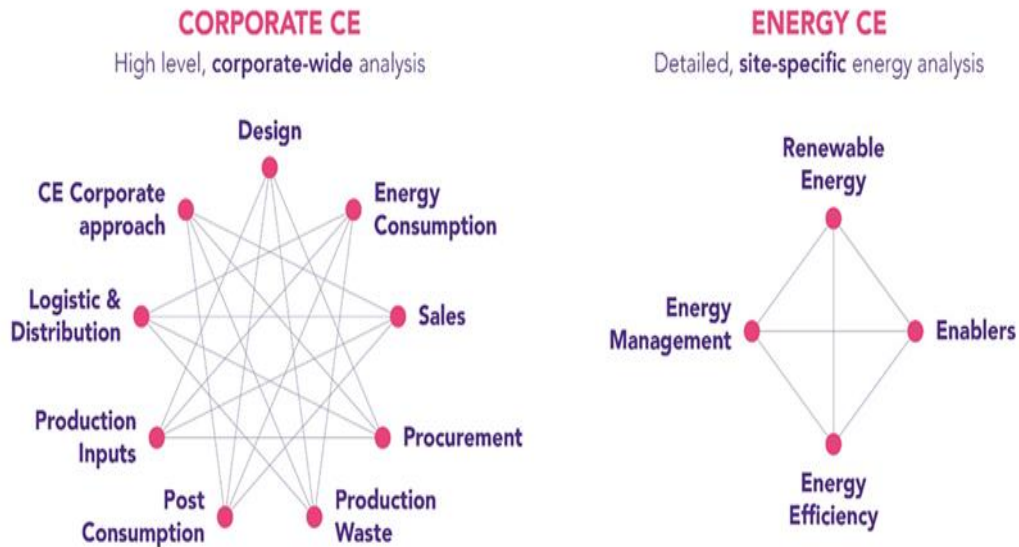 CORPORATE CE
High level, corporate-wide analysis
Design
CE Corporate
approach
Energy
Consumption
Logistic &
Distribution
Sales
Production
Inputs
Procurement
Post
Consumption
Production
Waste
ENERGY CE
Detailed, site-specific energy analysis
Renewable
Energy
Energy
Management
Enablers
Energy
Efficiency